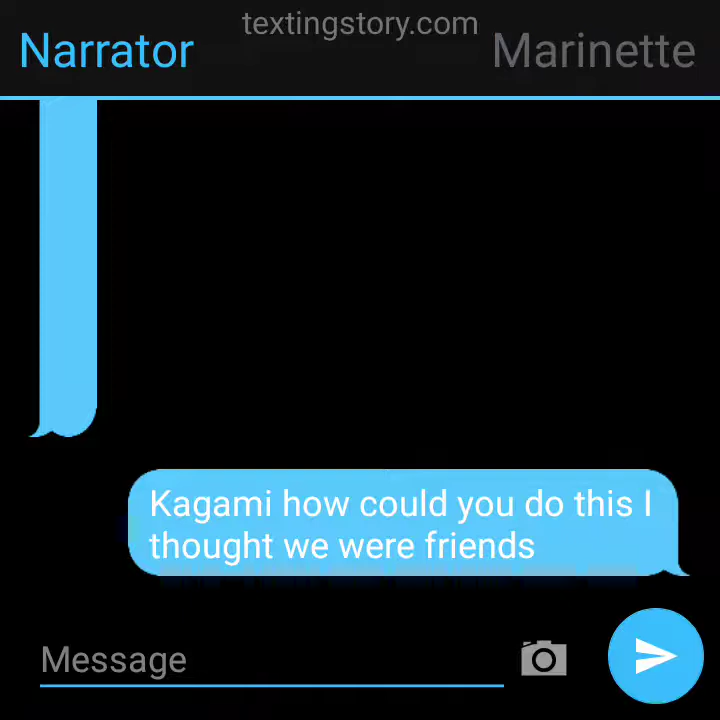 textingstory.com
Narrator Marinette
Kagami how could you do this I
thought we were friends
Message